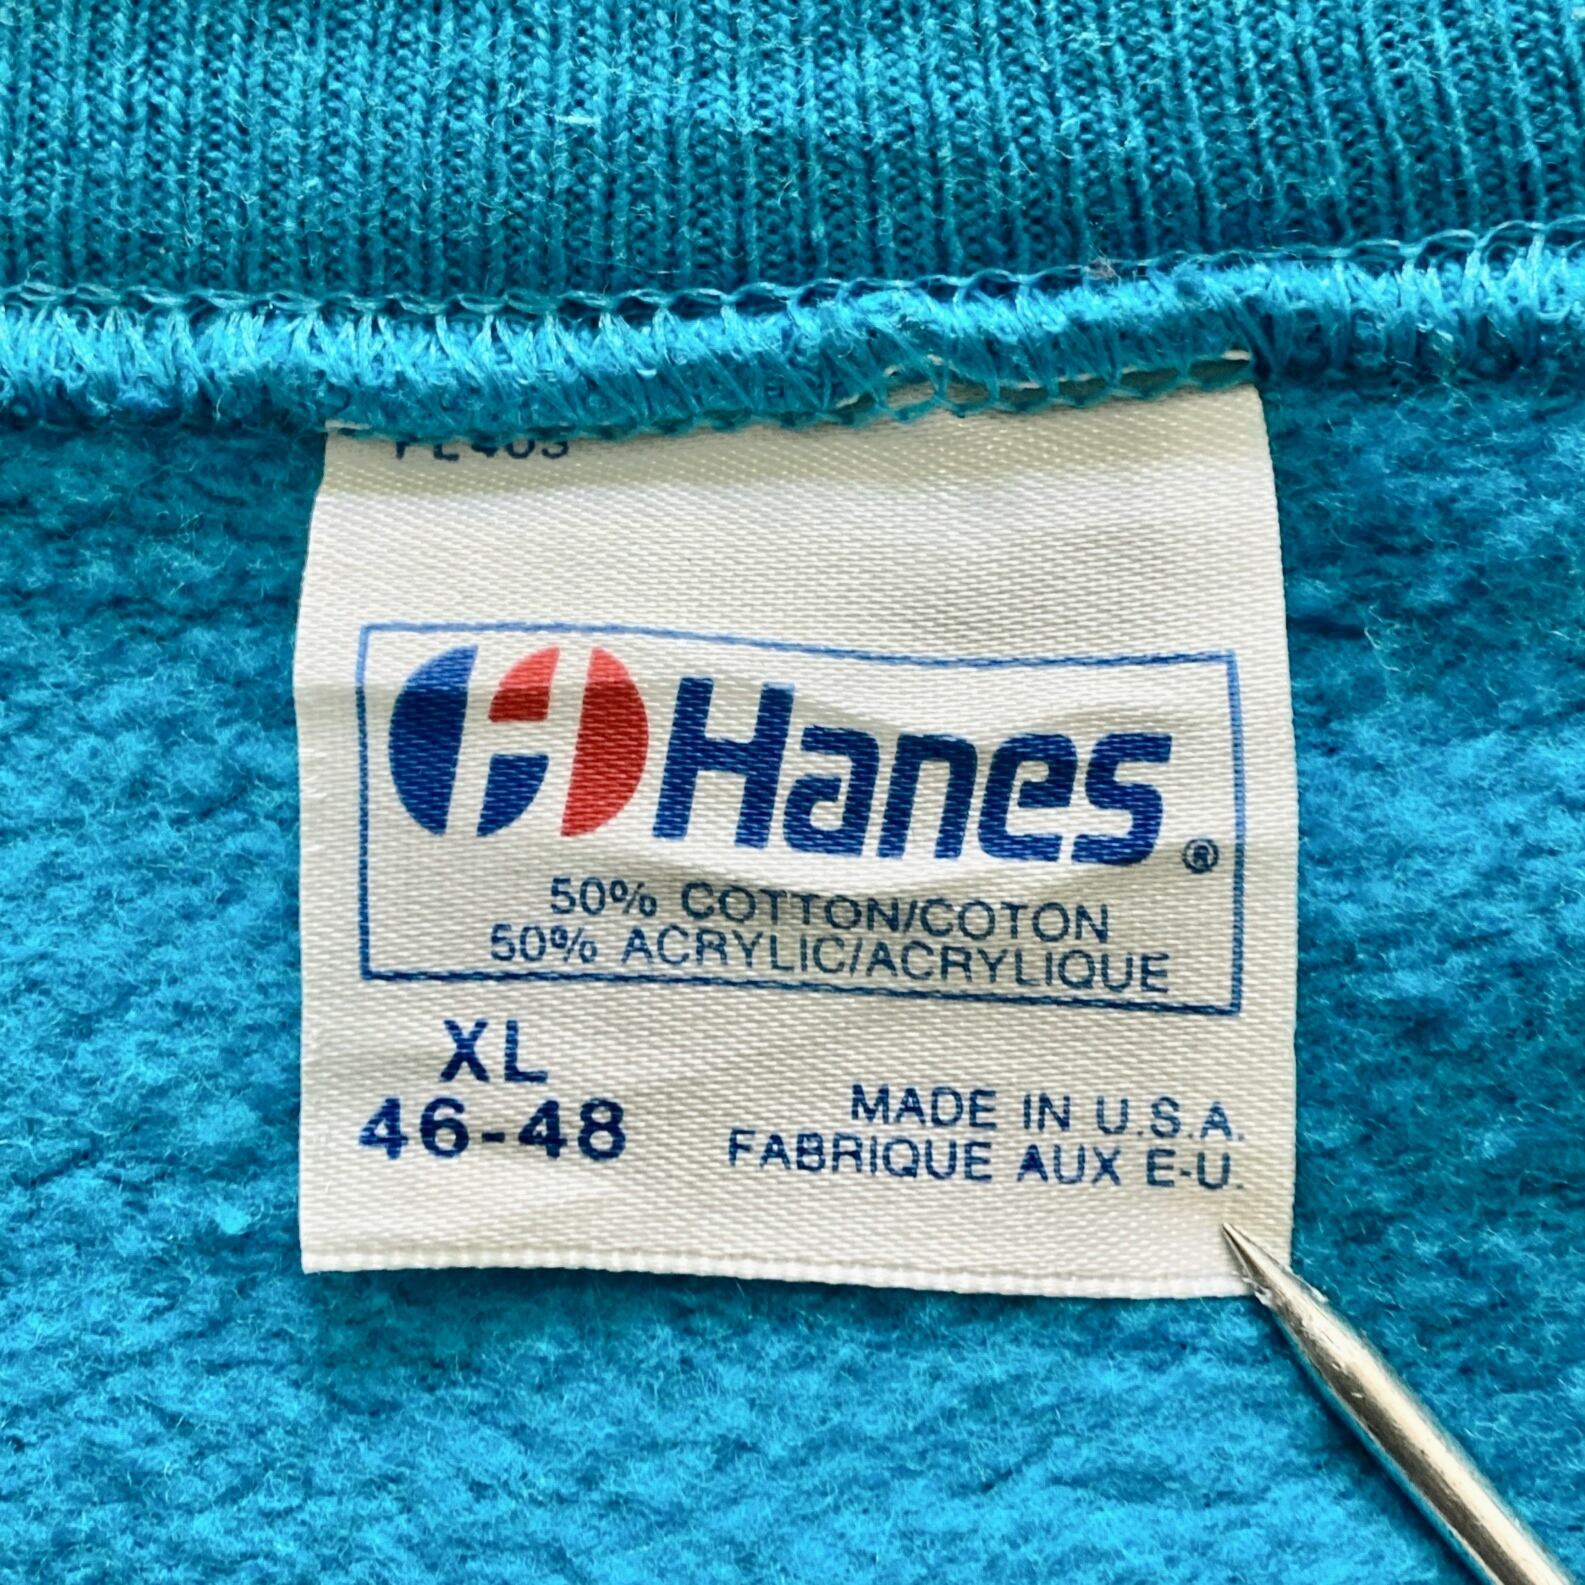 Hanes®
50% COTTON/COTON
50% ACRYLIC/ACRYLIQUE
XL
46-48
MADE IN U.S.A.
FABRIQUE AUX E-U.